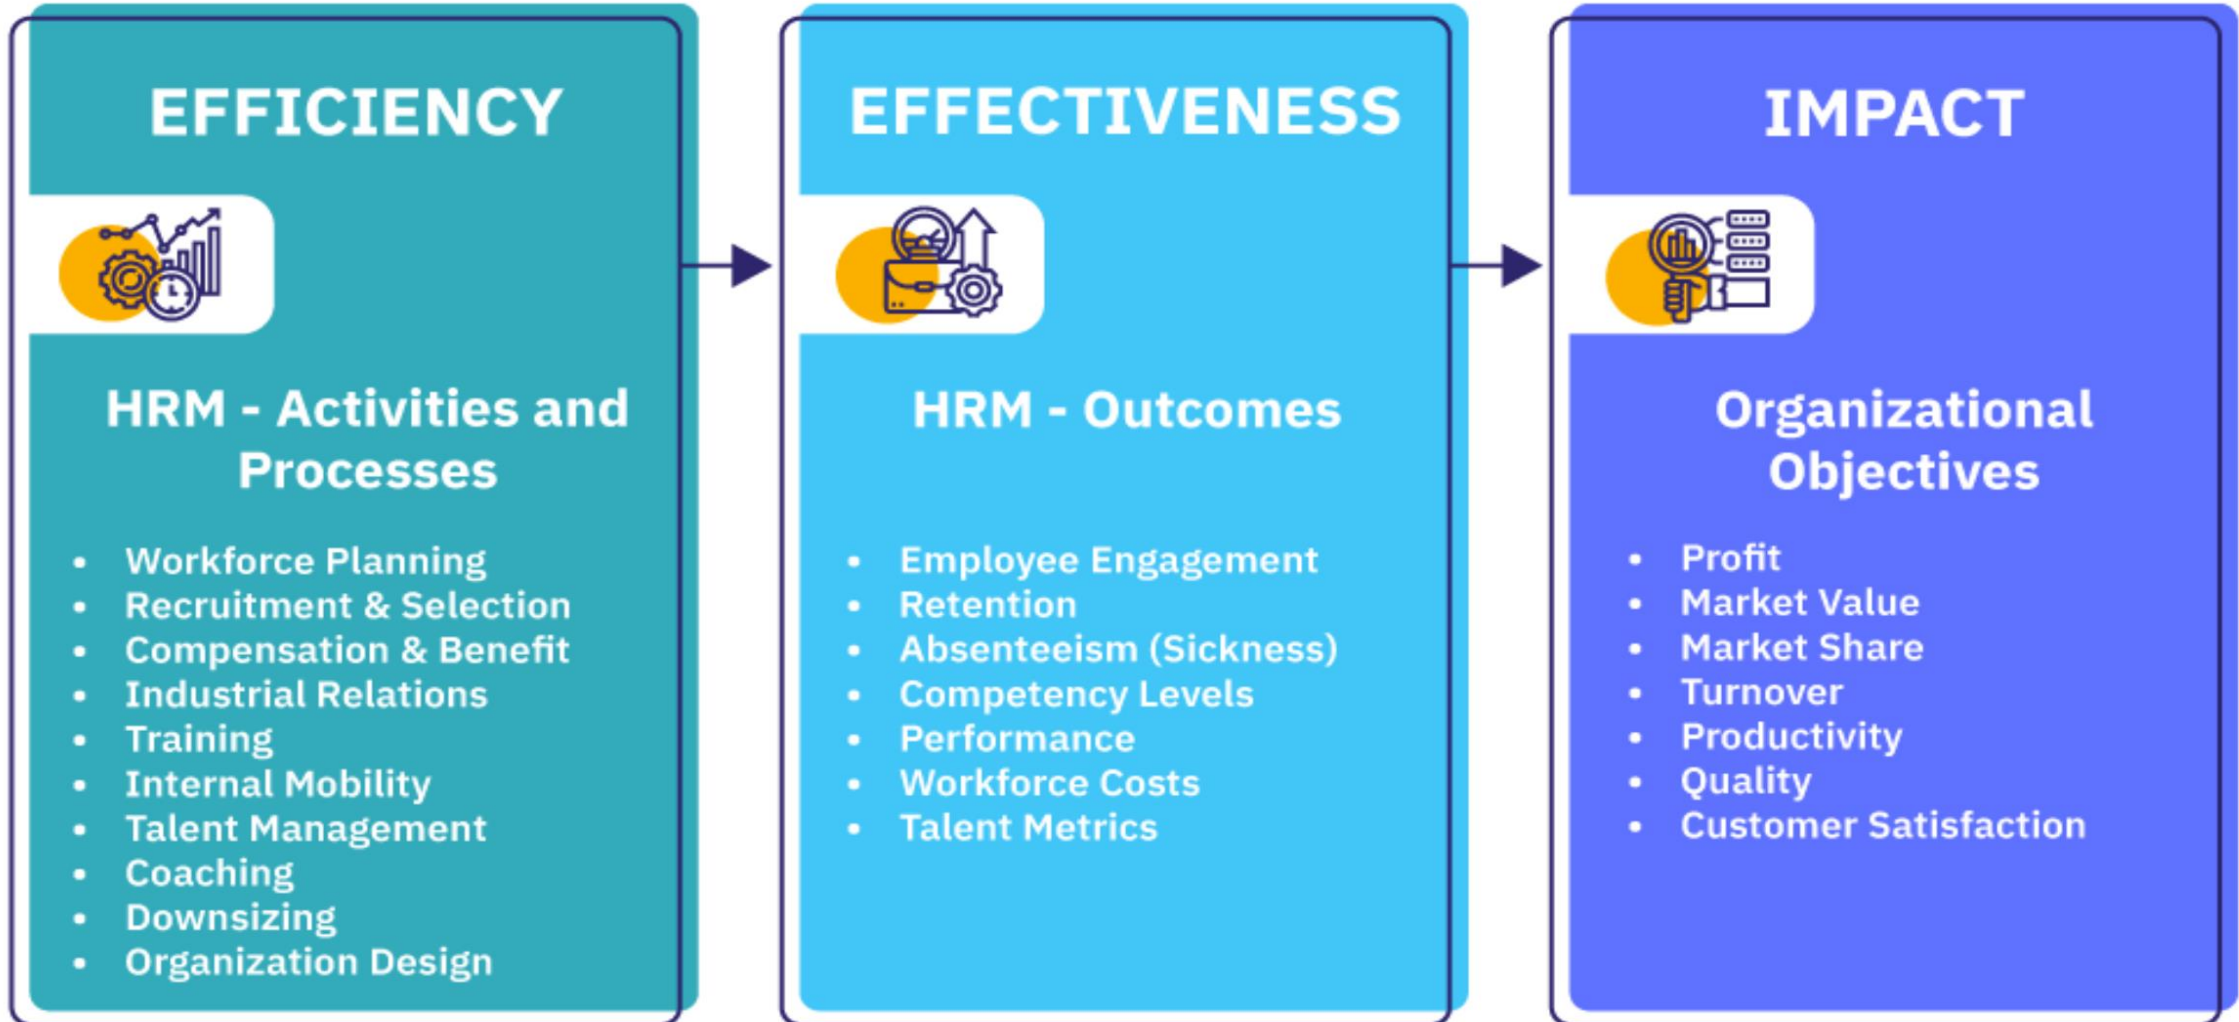 EFFICIENCY
HRM - Activities and
Processes
• Workforce Planning
• Recruitment & Selection
• Compensation & Benefit
• Industrial Relations
• Training
• Internal Mobility
• Talent Management
• Coaching
• Downsizing
• Organization Design
EFFECTIVENESS
HRM - Outcomes
• Employee Engagement
• Retention
• Absenteeism (Sickness)
• Competency Levels
• Performance
• Workforce Costs
• Talent Metrics
IMPACT
Organizational
Objectives
• Profit
• Market Value
• Market Share
• Turnover
• Productivity
• Quality
• Customer Satisfaction